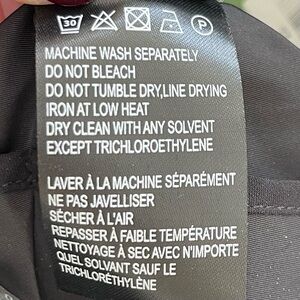 30 P
MACHINE WASH SEPARATELY
DO NOT BLEACH
DO NOT TUMBLE DRY,LINE DRYING
IRON AT LOW HEAT
DRY CLEAN WITH ANY SOLVENT
EXCEPT TRICHLOROETHYLENE
LAVER À LA MACHINE SÉPARÉMENT
NE PAS JAVELLISER
SÉCHER À L'AIR
REPASSER À FAIBLE TEMPÉRATURE
NETTOYAGE À SEC AVEC N'IMPORTE
QUEL SOLVANT SAUF LE
TRICHLORÉTHYLÈNE